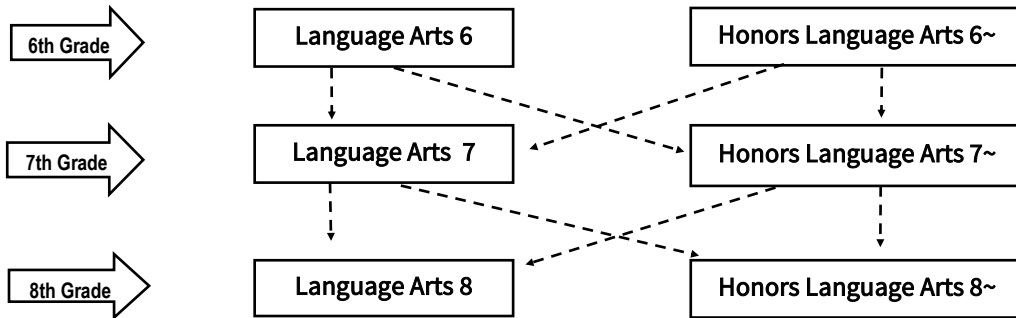 6th Grade
Language Arts 6
Honors Language Arts 6~
7th Grade
Language Arts 7
Honors Language Arts 7~
8th Grade
Language Arts 8
Honors Language Arts 8~